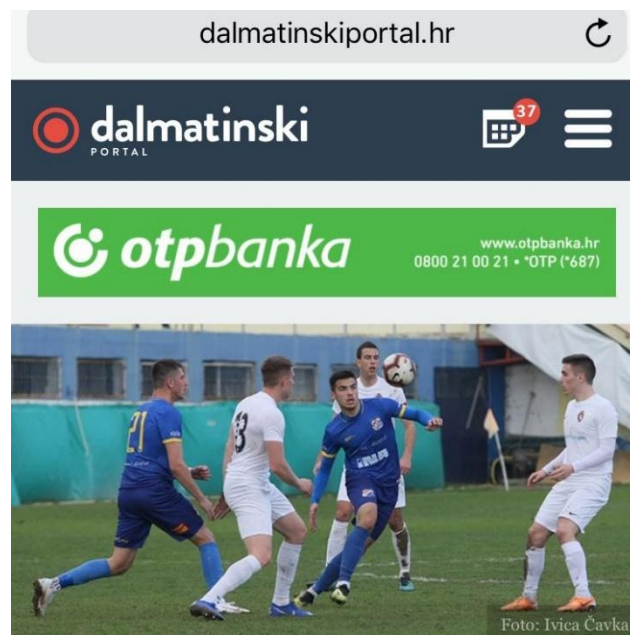 dalmatinskiportal.hr
dalmatinski
PORTAL
37
otpbanka
www.otpbanka.hr
0800 21 00 21 • *OTP (*687)
21
13
Foto: Ivica Čavka